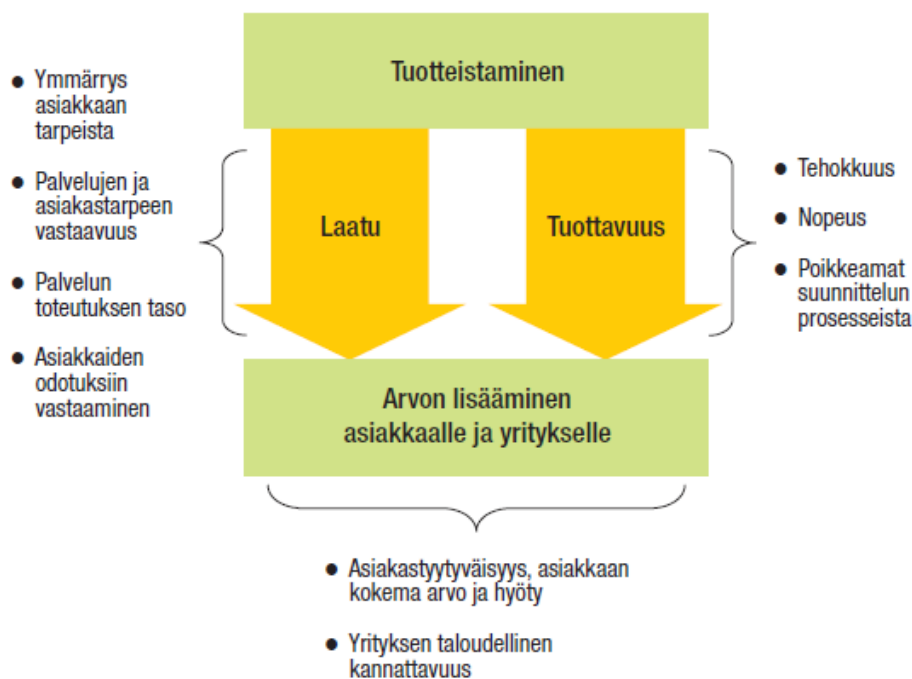 Tuotteistaminen
● Ymmärrys
asiakkaan
tarpeista
● Palvelujen ja
asiakastarpeen
vastaavuus
● Palvelun
toteutuksen taso
● Asiakkaiden
odotuksiin
vastaaminen
Laatu
Tuottavuus
● Tehokkuus
● Nopeus
● Poikkeamat
suunnittelun
prosesseista
Arvon lisääminen
asiakkaalle ja yritykselle
● Asiakastyytyväisyys, asiakkaan
kokema arvo ja hyöty
● Yrityksen taloudellinen
kannattavuus